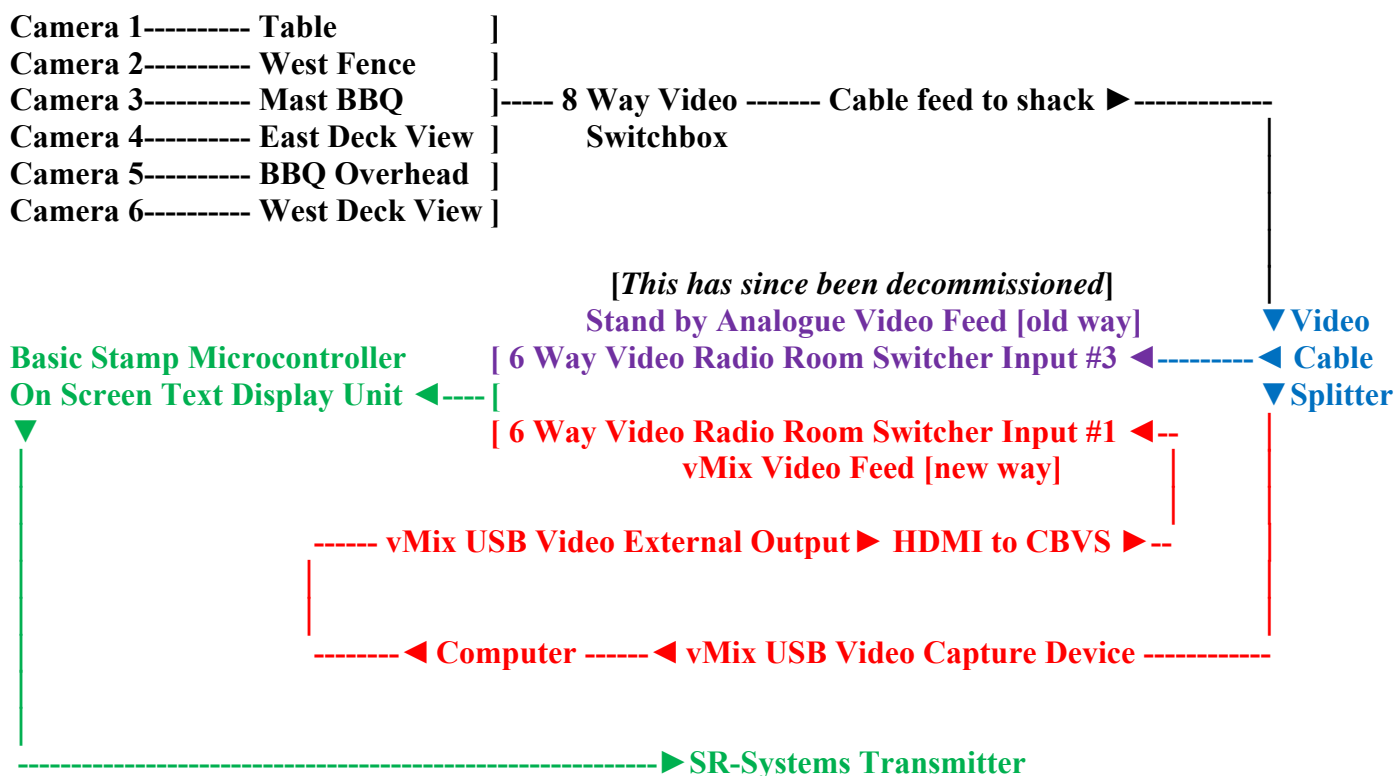 Camera 1---------- Table ]
Camera 2---------- West Fence ]
Camera 3---------- Mast BBQ ]----- 8 Way Video ------- Cable feed to shack ►-------------
Camera 4---------- East Deck View ] Switchbox
Camera 5---------- BBQ Overhead ]
Camera 6---------- West Deck View ]
[This has since been decommissioned]
Stand by Analogue Video Feed [old way] ▼Video
Basic Stamp Microcontroller [ 6 Way Video Radio Room Switcher Input #3 ◄--------- ◄ Cable
On Screen Text Display Unit ◄---- [ ▼Splitter
▼ [ 6 Way Video Radio Room Switcher Input #1 ◄--
vMix Video Feed [new way]
------ vMix USB Video External Output► HDMI to CBVS ►--
--------◄ Computer ------◄ vMix USB Video Capture Device ------------
------------------------------------------------------------►SR-Systems Transmitter